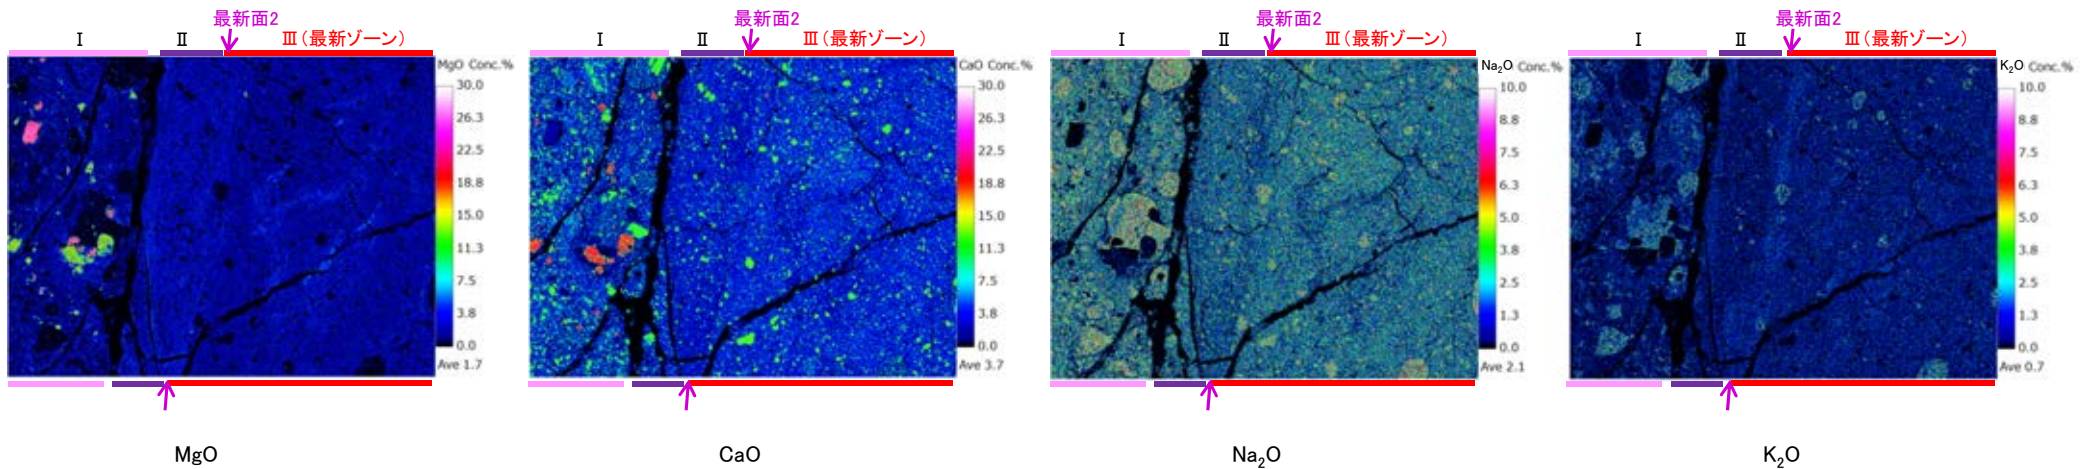 最新面2
Ⅰ
Ⅱ
Ⅲ（最新ゾーン）
MgO Conc.%
30.0
26.3
22.5
18.8
15.0
11.3
7.5
3.8
0.0
Ave 1.7
MgO
最新面2
Ⅰ
Ⅱ
Ⅲ（最新ゾーン）
CaO Conc.%
30.0
26.3
22.5
18.8
15.0
11.3
7.5
3.8
0.0
Ave 3.7
CaO
最新面2
Ⅰ
Ⅱ
Ⅲ（最新ゾーン）
Na₂O Conc.%
10.0
8.8
7.5
6.3
5.0
3.8
2.5
1.3
0.0
Ave 2.1
Na₂O
最新面2
Ⅰ
Ⅱ
Ⅲ（最新ゾーン）
K₂O Conc.%
10.0
8.8
7.5
6.3
5.0
3.8
2.5
1.3
0.0
Ave 0.7
K₂O